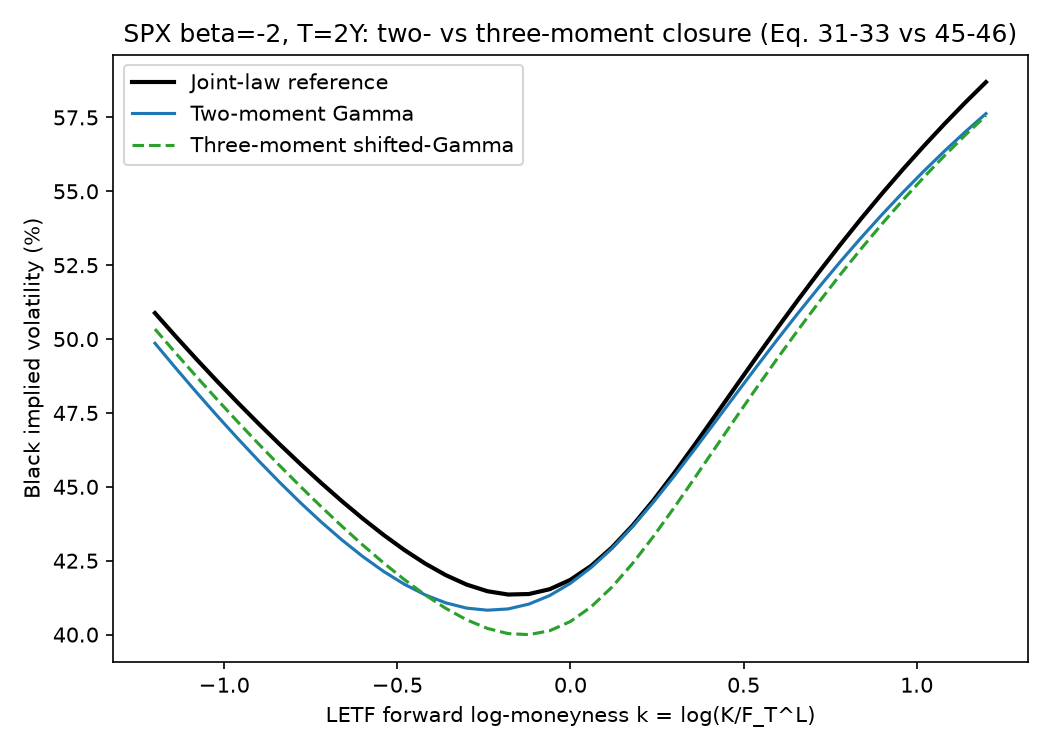 SPX beta=-2, T=2Y: two- vs three-moment closure (Eq. 31-33 vs 45-46)
Joint-law reference
Two-moment Gamma
Three-moment shifted-Gamma
Black implied volatility (%)
57.5
55.0
52.5
50.0
47.5
45.0
42.5
40.0
−1.0
−0.5
0.0
0.5
1.0
LETF forward log-moneyness k = log(K/F_T^L)